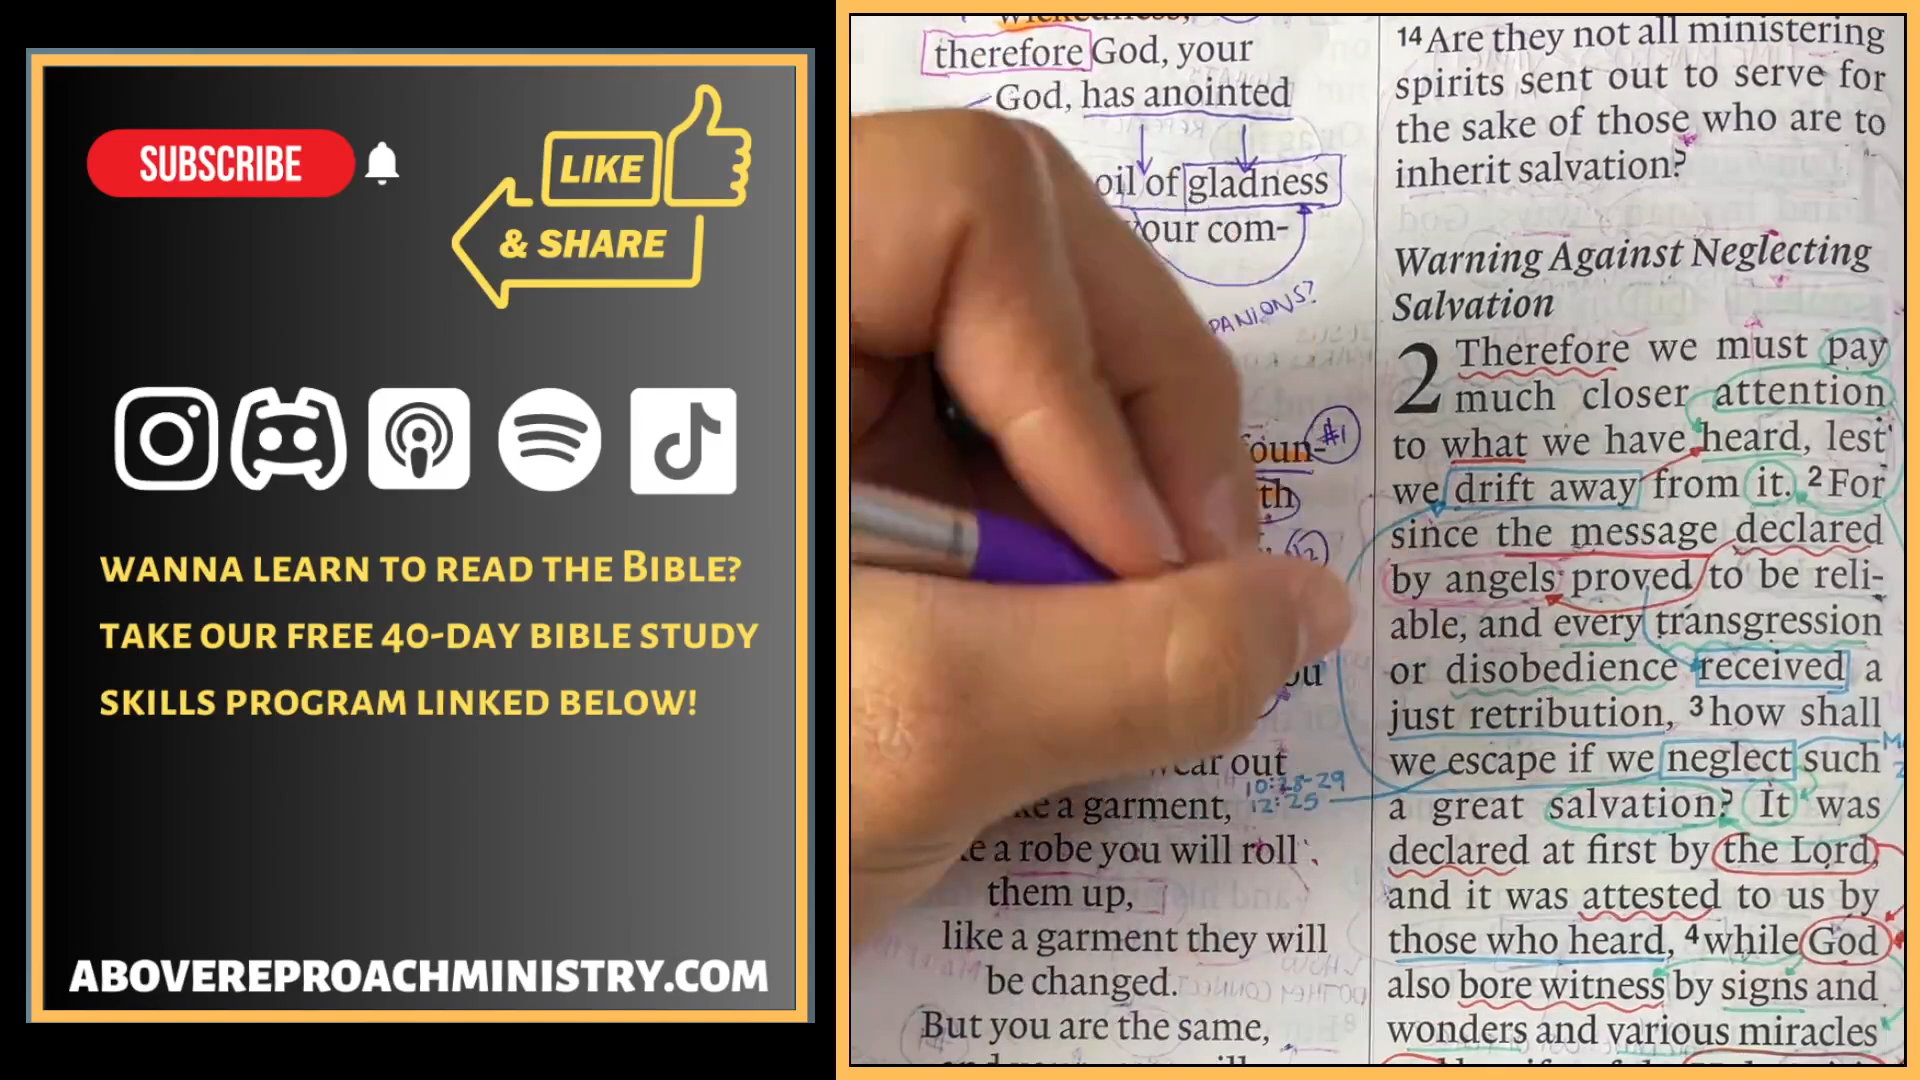 SUBSCRIBE
LIKE
& SHARE
WANNA LEARN TO READ THE BIBLE?
TAKE OUR FREE 40-DAY BIBLE STUDY
SKILLS PROGRAM LINKED BELOW!
ABOVEREPROACHMINISTRY.COM
wickedness,
therefore God, your
God, has anointed
oil of gladness
your com-
PANIONS?
foun- #1
th
ou
wear out
10:28-29
a garment, 12:25
a robe you will roll
them up,
like a garment they will
be changed.
But you are the same,
14 Are they not all ministering
spirits sent out to serve for
the sake of those who are to
inherit salvation?
Warning Against Neglecting
Salvation
2 Therefore we must pay
much closer attention
to what we have heard, lest
we drift away from it. 2 For
since the message declared
by angels proved to be reli-
able, and every transgression
or disobedience received a
just retribution, 3 how shall
we escape if we neglect such
a great salvation? It was
declared at first by the Lord,
and it was attested to us by
those who heard, 4 while God
also bore witness by signs and
wonders and various miracles